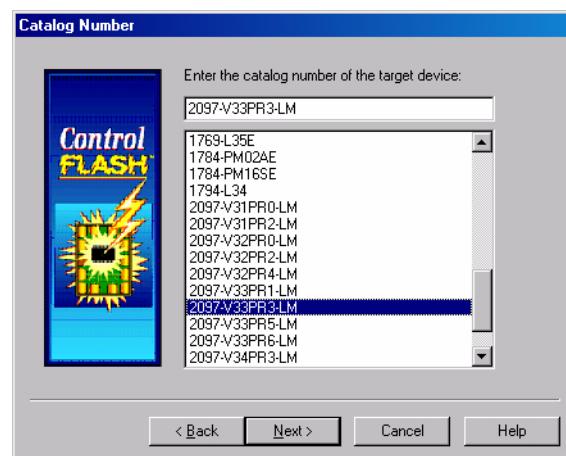 Catalog Number
Enter the catalog number of the target device:
2097-V33PR3-LM
Control
FLASH
1769-L35E
1784-PM02AE
1784-PM16SE
1794-L34
2097-V31PR0-LM
2097-V31PR2-LM
2097-V32PR0-LM
2097-V32PR2-LM
2097-V32PR4-LM
2097-V33PR1-LM
2097-V33PR3-LM
2097-V33PR5-LM
2097-V33PR6-LM
2097-V34PR3-LM
< Back Next > Cancel Help